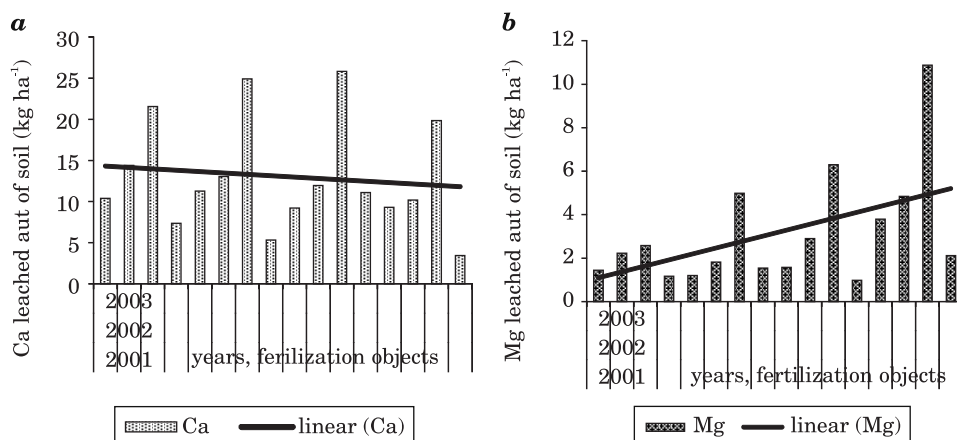 a
Ca leached aut of soil (kg ha-1)
30
25
20
15
10
5
0
2003
2002
2001
years, ferilization objects
Ca
linear (Ca)
b
Mg leached aut of soil (kg ha-1)
12
10
8
6
4
2
0
2003
2002
2001
years, fertilization objects
Mg
linear (Mg)